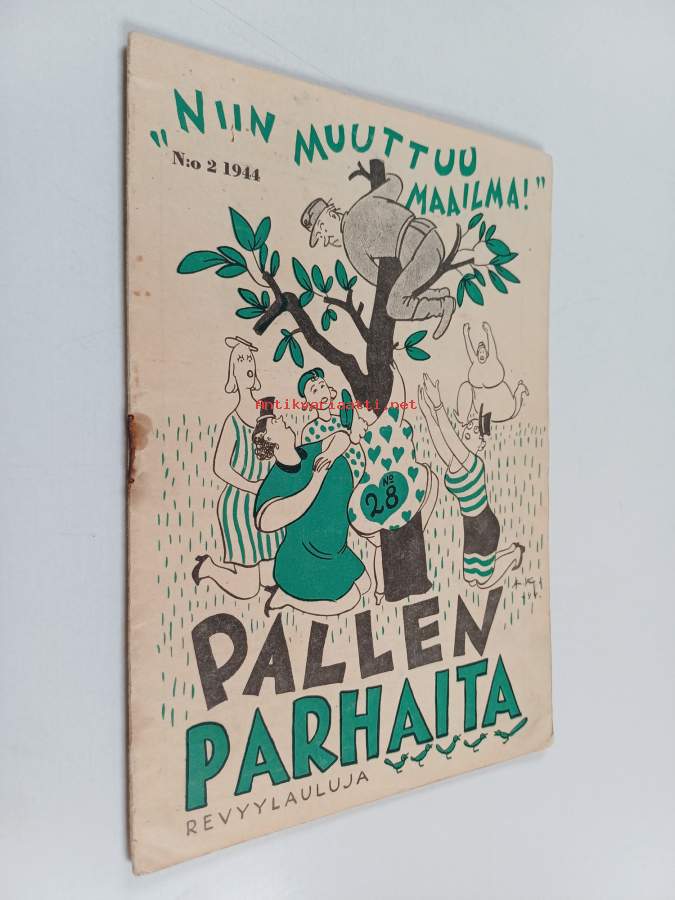 „NIIN MUUTTUU
MAAILMA!”
N:o 2 1944
Antikvariaatti.net
No
28
PALLEN
PARHAITA
REVYYLAULUJA